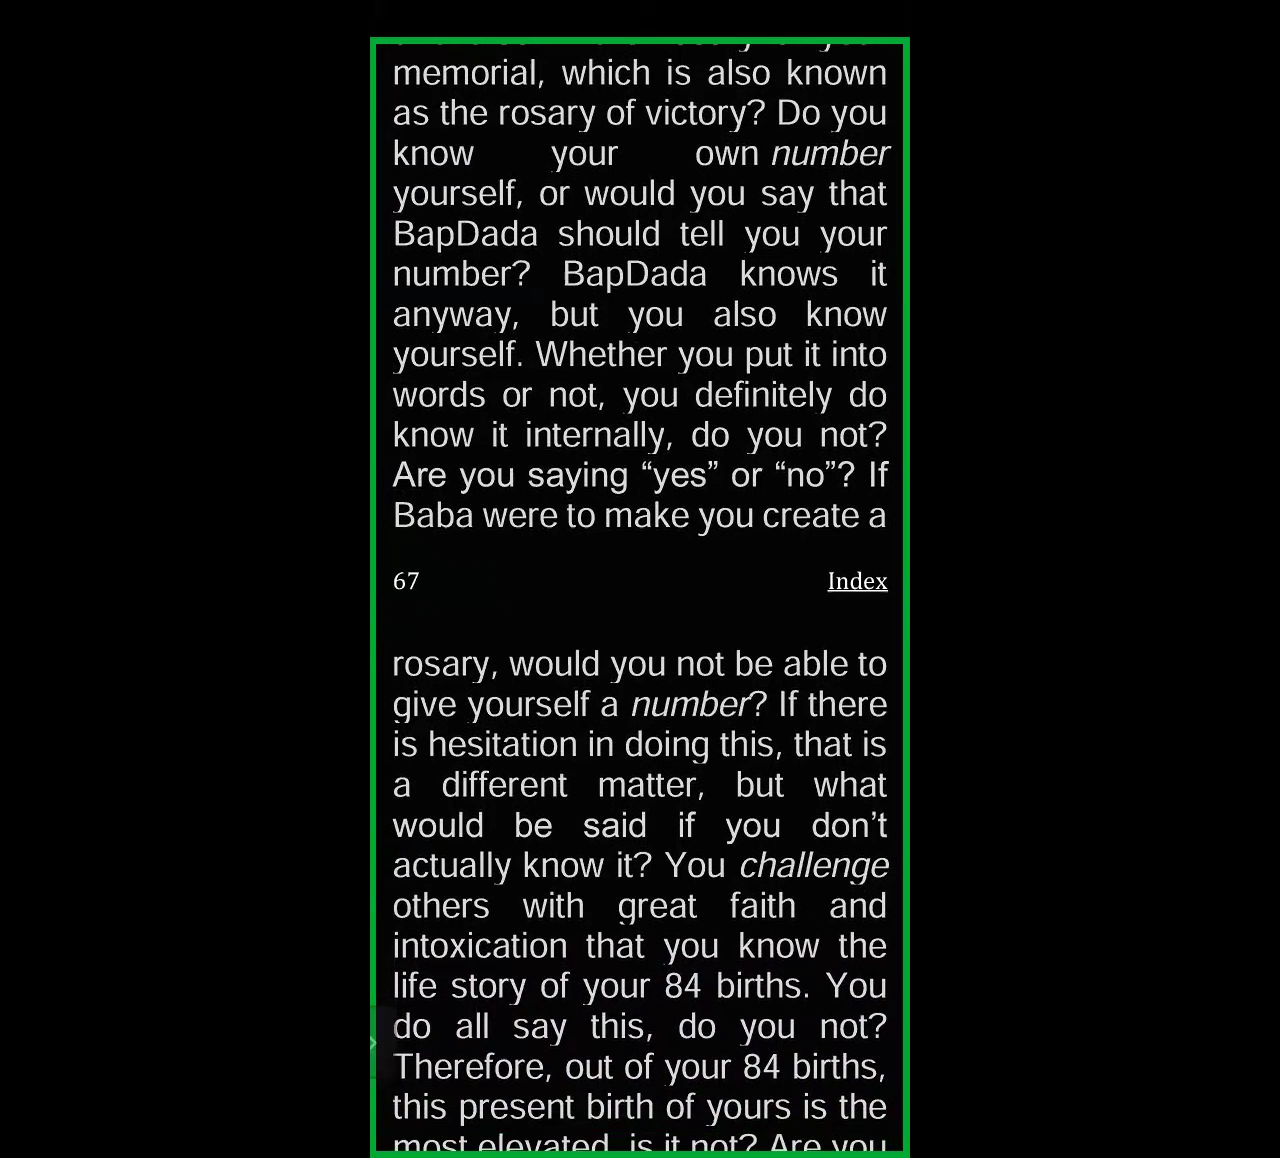 memorial, which is also known
as the rosary of victory? Do you
know your own number
yourself, or would you say that
BapDada should tell you your
number? BapDada knows it
anyway, but you also know
yourself. Whether you put it into
words or not, you definitely do
know it internally, do you not?
Are you saying “yes” or “no”? If
Baba were to make you create a
67 Index
rosary, would you not be able to
give yourself a number? If there
is hesitation in doing this, that is
a different matter, but what
would be said if you don’t
actually know it? You challenge
others with great faith and
intoxication that you know the
life story of your 84 births. You
do all say this, do you not?
Therefore, out of your 84 births,
this present birth of yours is the
most elevated, is it not? Are you